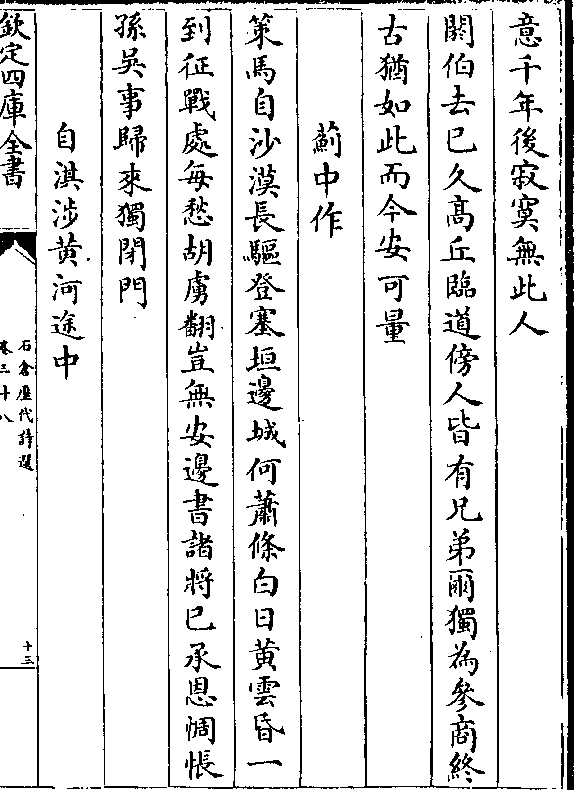 意千年後寂寞無此人
閼伯去已久高丘臨道傍人皆有兄弟爾獨為參商終
古猶如此而今安可量
薊中作
策馬自沙漠長驅登塞垣邊城何蕭條白日黄雲昏一
到征戰處每愁胡虜翻豈無安邊書諸將已承恩惆悵
孫吳事歸來獨閉門
自淇涉黄河途中
欽定四庫全書
石倉歴代詩選
卷三十八
十三